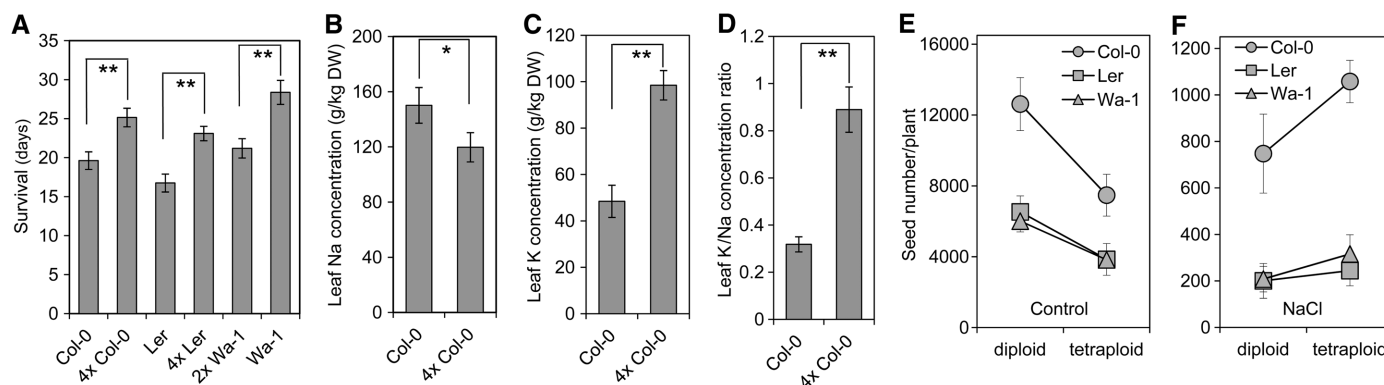 A
35
30
25
20
15
10
5
0
Survival (days)
**
**
**
Col-0
4x Col-0
Ler
4x Ler
2x Wa-1
Wa-1
B
200
160
120
80
40
0
Leaf Na concentration (g/kg DW)
*
Col-0
4x Col-0
C
120
100
80
60
40
20
0
Leaf K concentration (g/kg DW)
**
Col-0
4x Col-0
D
1
0.8
0.6
0.4
0.2
0
Leaf K/Na concentration ratio
**
Col-0
4x Col-0
E
16000
12000
8000
4000
0
Seed number/plant
Col-0
Ler
Wa-1
Control
diploid
tetraploid
F
1200
1000
800
600
400
200
0
Col-0
Ler
Wa-1
NaCl
diploid
tetraploid